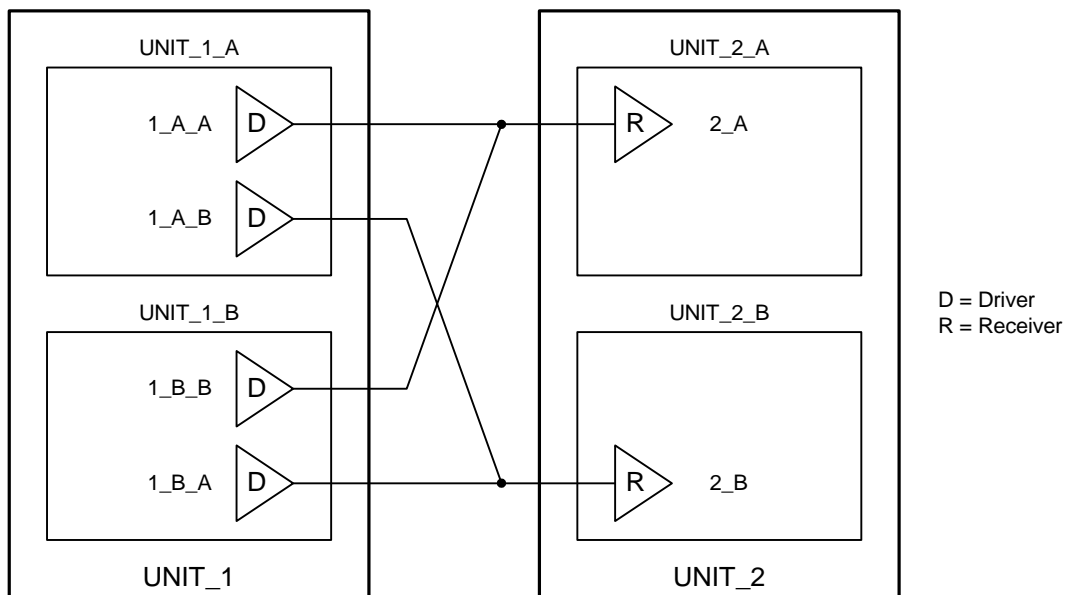 UNIT_1_A
1_A_A
D
1_A_B
D
UNIT_1_B
1_B_B
D
1_B_A
D
UNIT_1
UNIT_2_A
R
2_A
UNIT_2_B
R
2_B
UNIT_2
D = Driver
R = Receiver